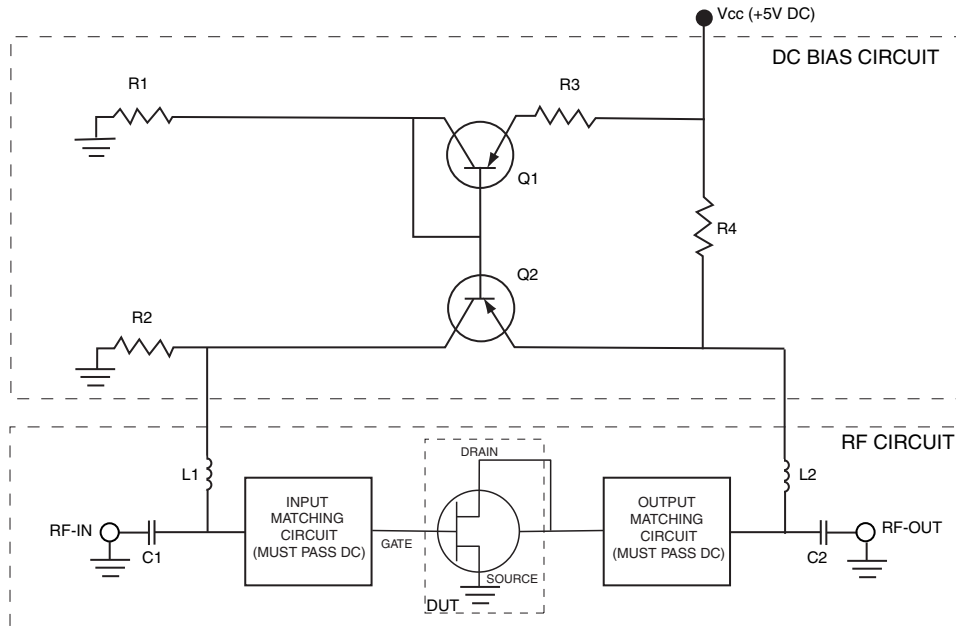 Vcc (+5V DC)
DC BIAS CIRCUIT
R1
R3
Q1
R4
Q2
R2
RF CIRCUIT
DRAIN
L1
L2
INPUT
MATCHING
CIRCUIT
(MUST PASS DC)
OUTPUT
MATCHING
CIRCUIT
(MUST PASS DC)
RF-IN
RF-OUT
C1
GATE
C2
SOURCE
DUT